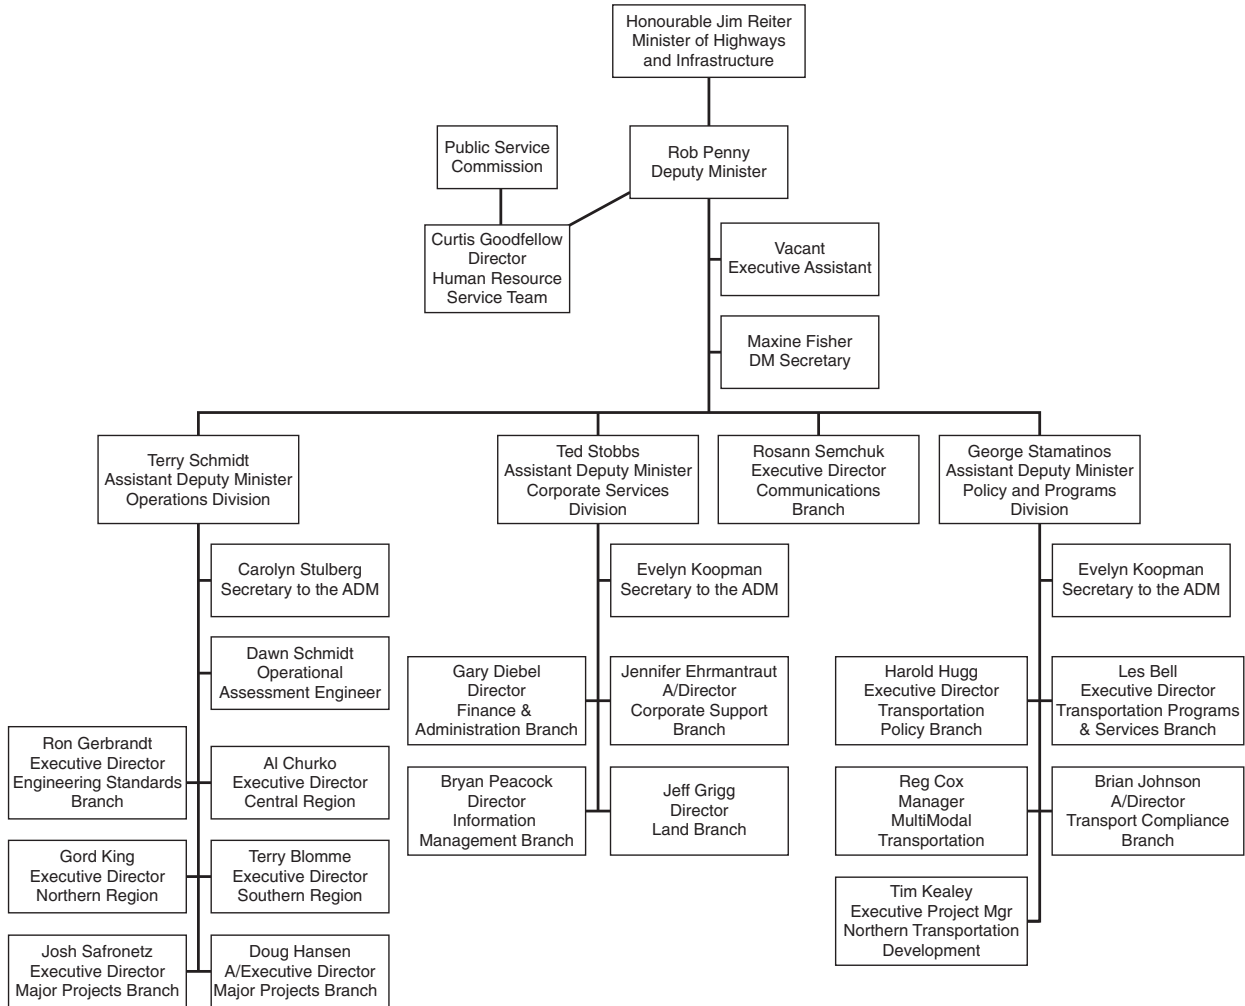 Honourable Jim Reiter
Minister of Highways
and Infrastructure
Public Service
Commission
Rob Penny
Deputy Minister
Curtis Goodfellow
Director
Human Resource
Service Team
Vacant
Executive Assistant
Maxine Fisher
DM Secretary
Terry Schmidt
Assistant Deputy Minister
Operations Division
Ted Stobbs
Assistant Deputy Minister
Corporate Services
Division
Rosann Semchuk
Executive Director
Communications
Branch
George Stamatinos
Assistant Deputy Minister
Policy and Programs
Division
Carolyn Stulberg
Secretary to the ADM
Dawn Schmidt
Operational
Assessment Engineer
Ron Gerbrandt
Executive Director
Engineering Standards
Branch
Al Churko
Executive Director
Central Region
Gord King
Executive Director
Northern Region
Terry Blomme
Executive Director
Southern Region
Josh Safronetz
Executive Director
Major Projects Branch
Doug Hansen
A/Executive Director
Major Projects Branch
Evelyn Koopman
Secretary to the ADM
Gary Diebel
Director
Finance &
Administration Branch
Jennifer Ehrmantraut
A/Director
Corporate Support
Branch
Bryan Peacock
Director
Information
Management Branch
Jeff Grigg
Director
Land Branch
Evelyn Koopman
Secretary to the ADM
Harold Hugg
Executive Director
Transportation
Policy Branch
Les Bell
Executive Director
Transportation Programs
& Services Branch
Reg Cox
Manager
MultiModal
Transportation
Brian Johnson
A/Director
Transport Compliance
Branch
Tim Kealey
Executive Project Mgr
Northern Transportation
Development